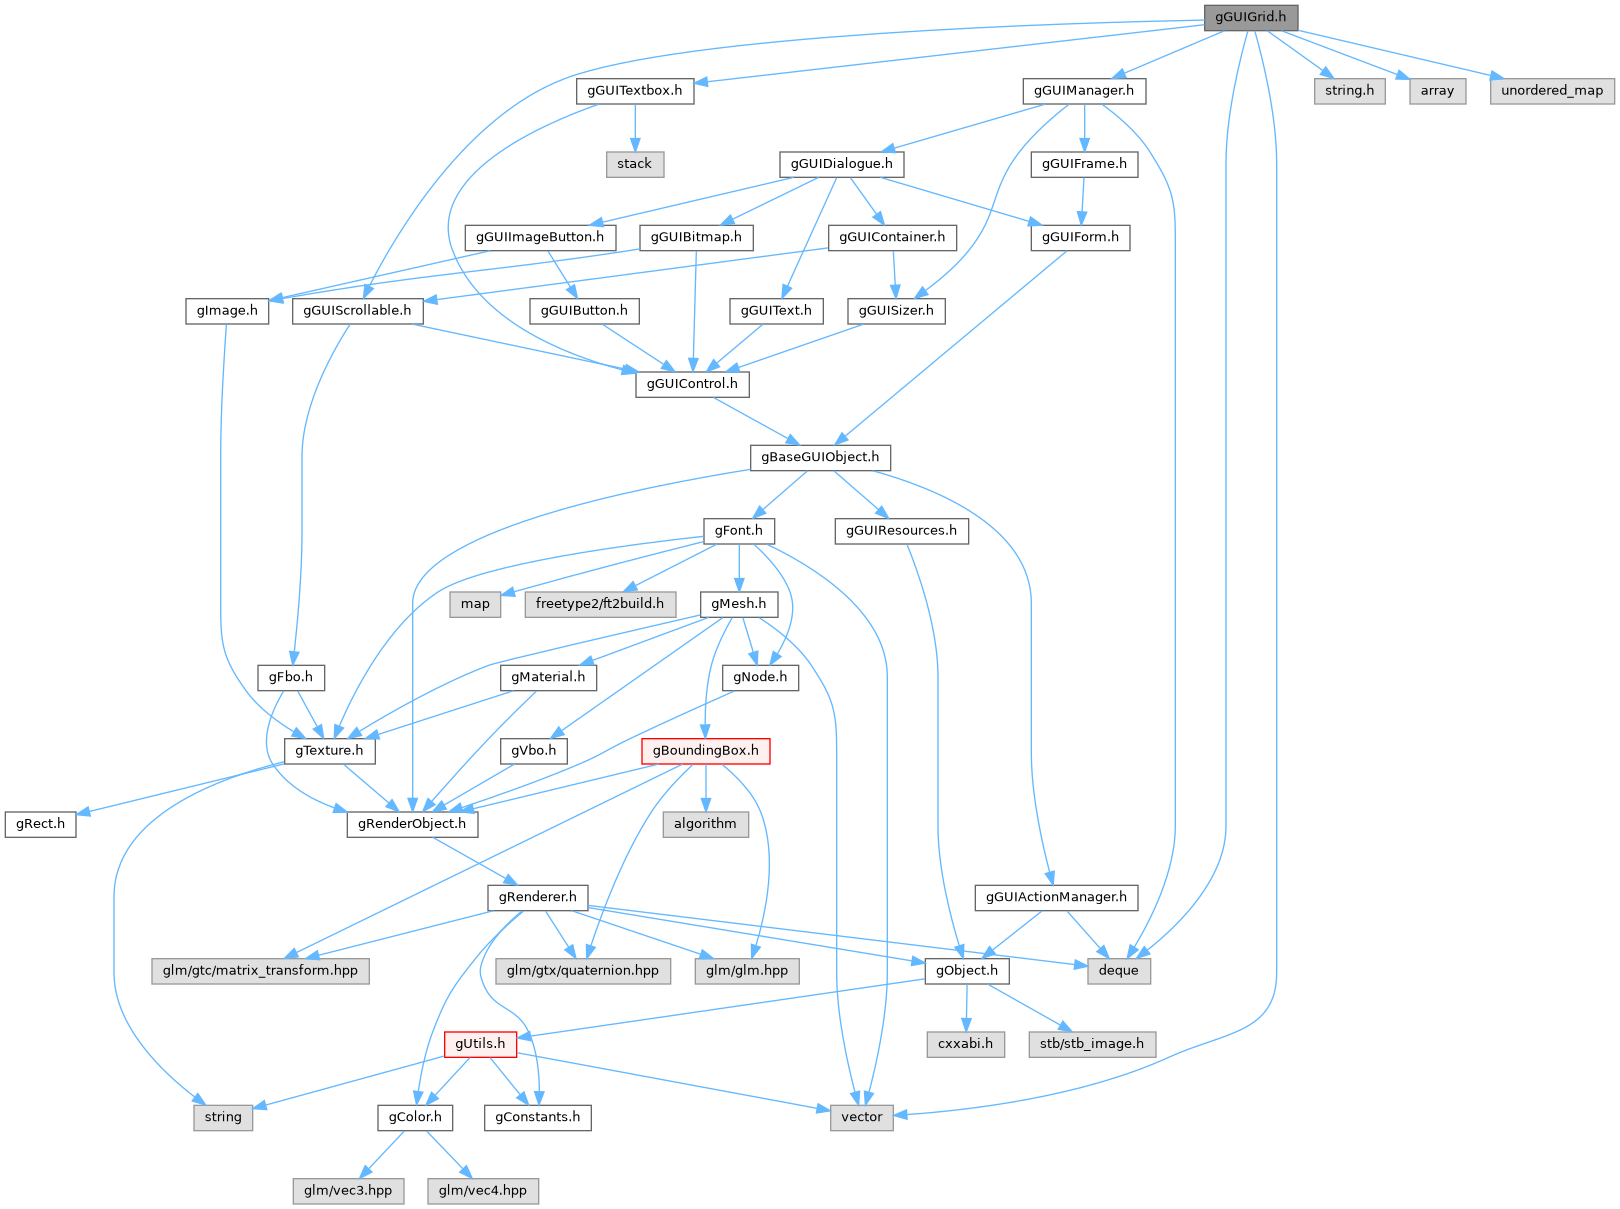 gGUIGrid.h
gGUITextbox.h
gGUIManager.h
string.h
array
unordered_map
stack
gGUIDialogue.h
gGUIFrame.h
gGUIImageButton.h
gGUIBitmap.h
gGUIContainer.h
gGUIForm.h
gImage.h
gGUIScrollable.h
gGUIButton.h
gGUIText.h
gGUISizer.h
gGUIControl.h
gBaseGUIObject.h
gFont.h
gGUIResources.h
map
freetype2/ft2build.h
gMesh.h
gFbo.h
gMaterial.h
gNode.h
gTexture.h
gVbo.h
gBoundingBox.h
gRect.h
gRenderObject.h
algorithm
gRenderer.h
gGUIActionManager.h
glm/gtc/matrix_transform.hpp
glm/gtx/quaternion.hpp
glm/glm.hpp
gObject.h
deque
gUtils.h
cxxabi.h
stb/stb_image.h
string
gColor.h
gConstants.h
vector
glm/vec3.hpp
glm/vec4.hpp